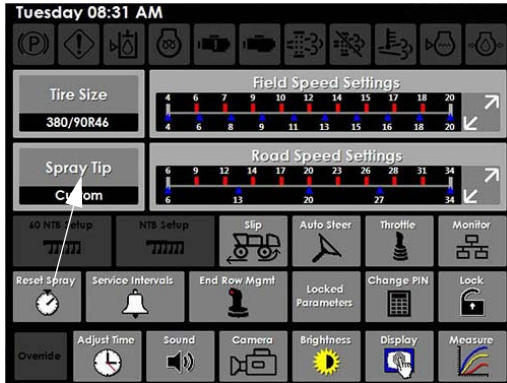 Tuesday 08:31 AM
(P)
Tire Size
380/90R46
Field Speed Settings
4 6 7 9 10 12 14 15 17 18 20
4 6 8 9 11 13 15 16 18 20
Spray Tip
Custom
Road Speed Settings
6 9 12 14 17 20 23 26 28 31 34
6 13 20 27 34
60 NTB Setup
NTB Setup
Slip
Auto Steer
Throttle
Monitor
Reset Spray
Service Intervals
End Row Mgmt
Locked
Parameters
Change PIN
Lock
Override
Adjust Time
Sound
Camera
Brightness
Display
Measure